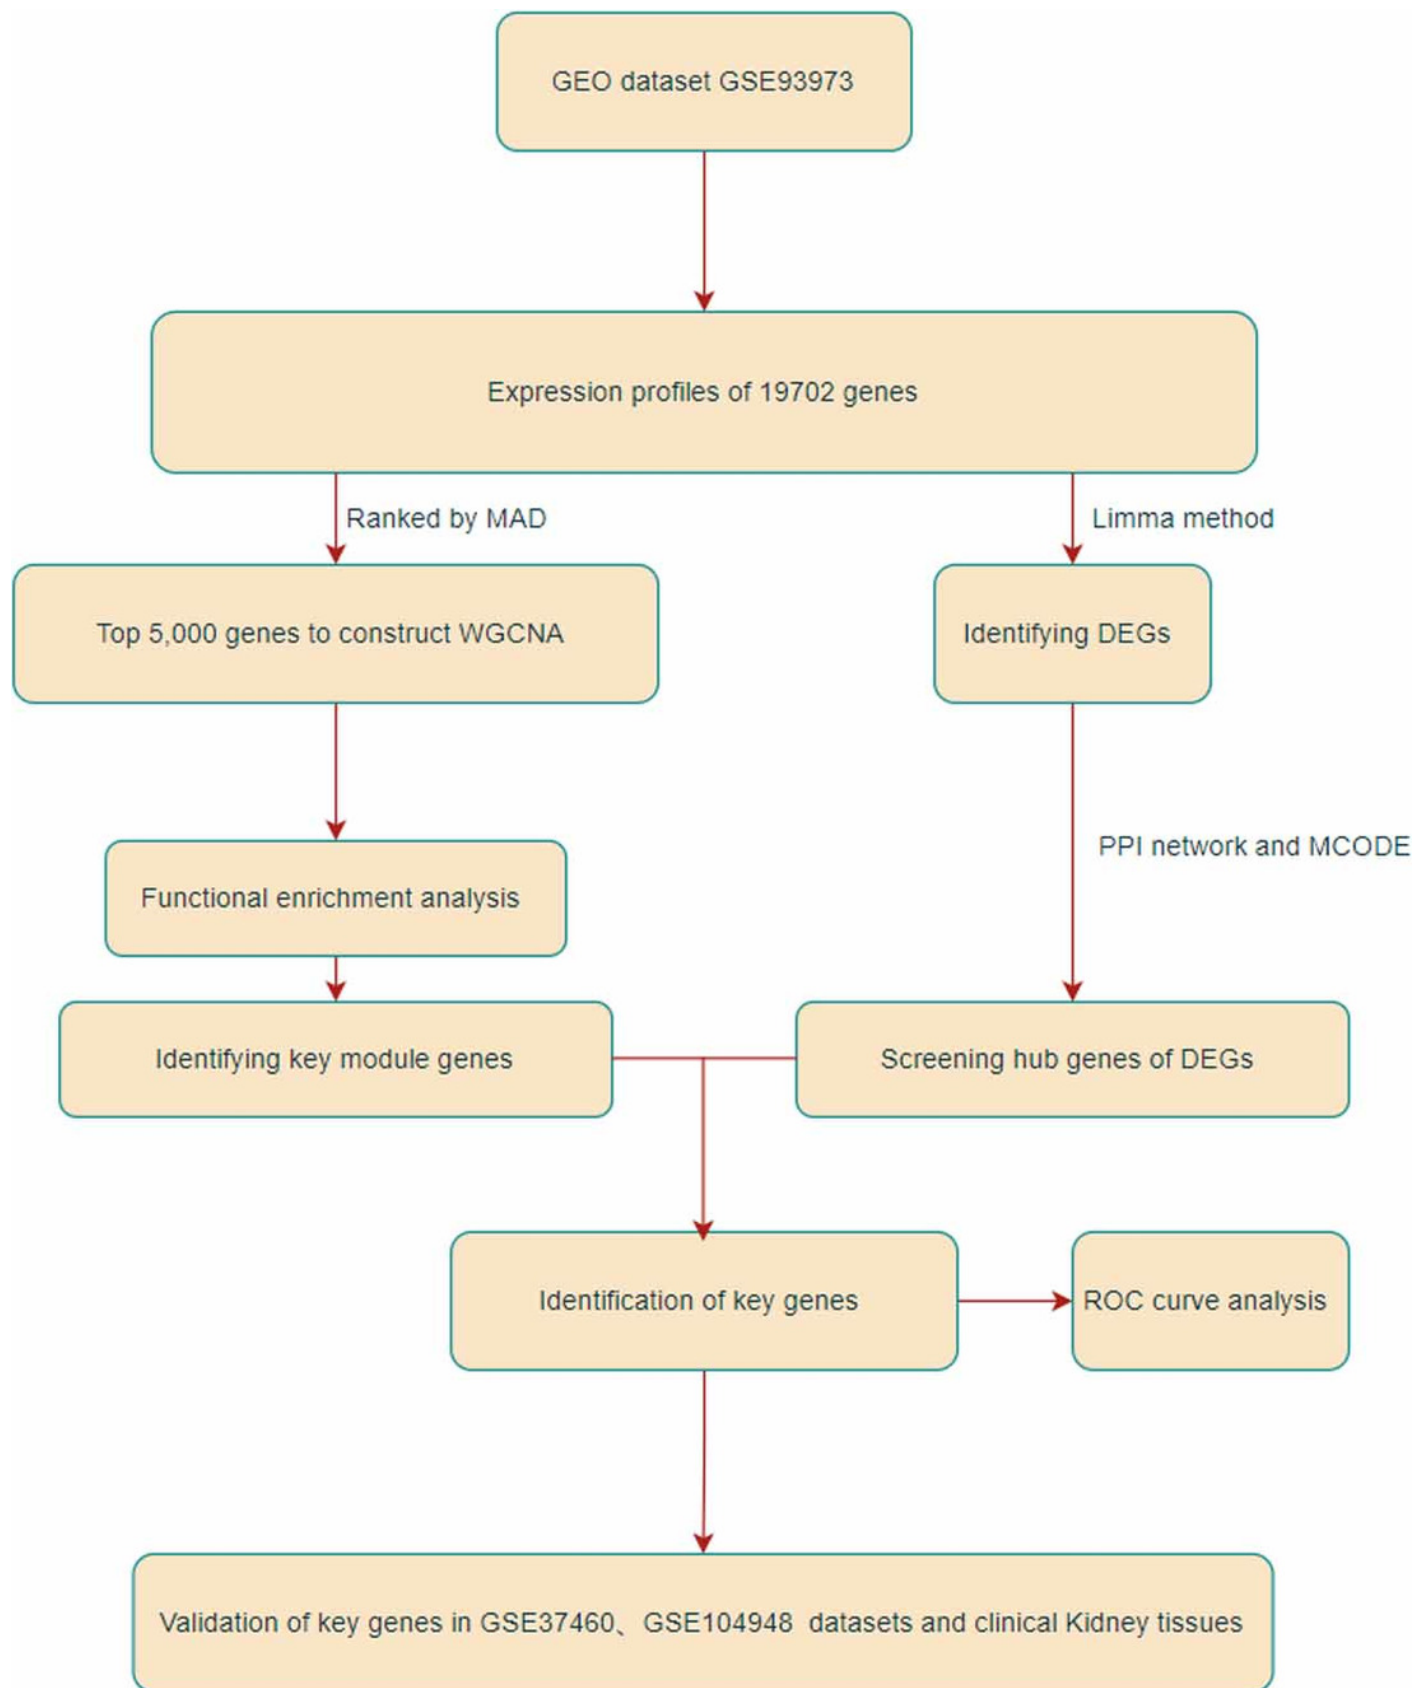 GEO dataset GSE93973
Expression profiles of 19702 genes
Ranked by MAD
Limma method
Top 5,000 genes to construct WGCNA
Identifying DEGs
PPI network and MCODE
Functional enrichment analysis
Identifying key module genes
Screening hub genes of DEGs
Identification of key genes
ROC curve analysis
Validation of key genes in GSE37460、GSE104948 datasets and clinical Kidney tissues